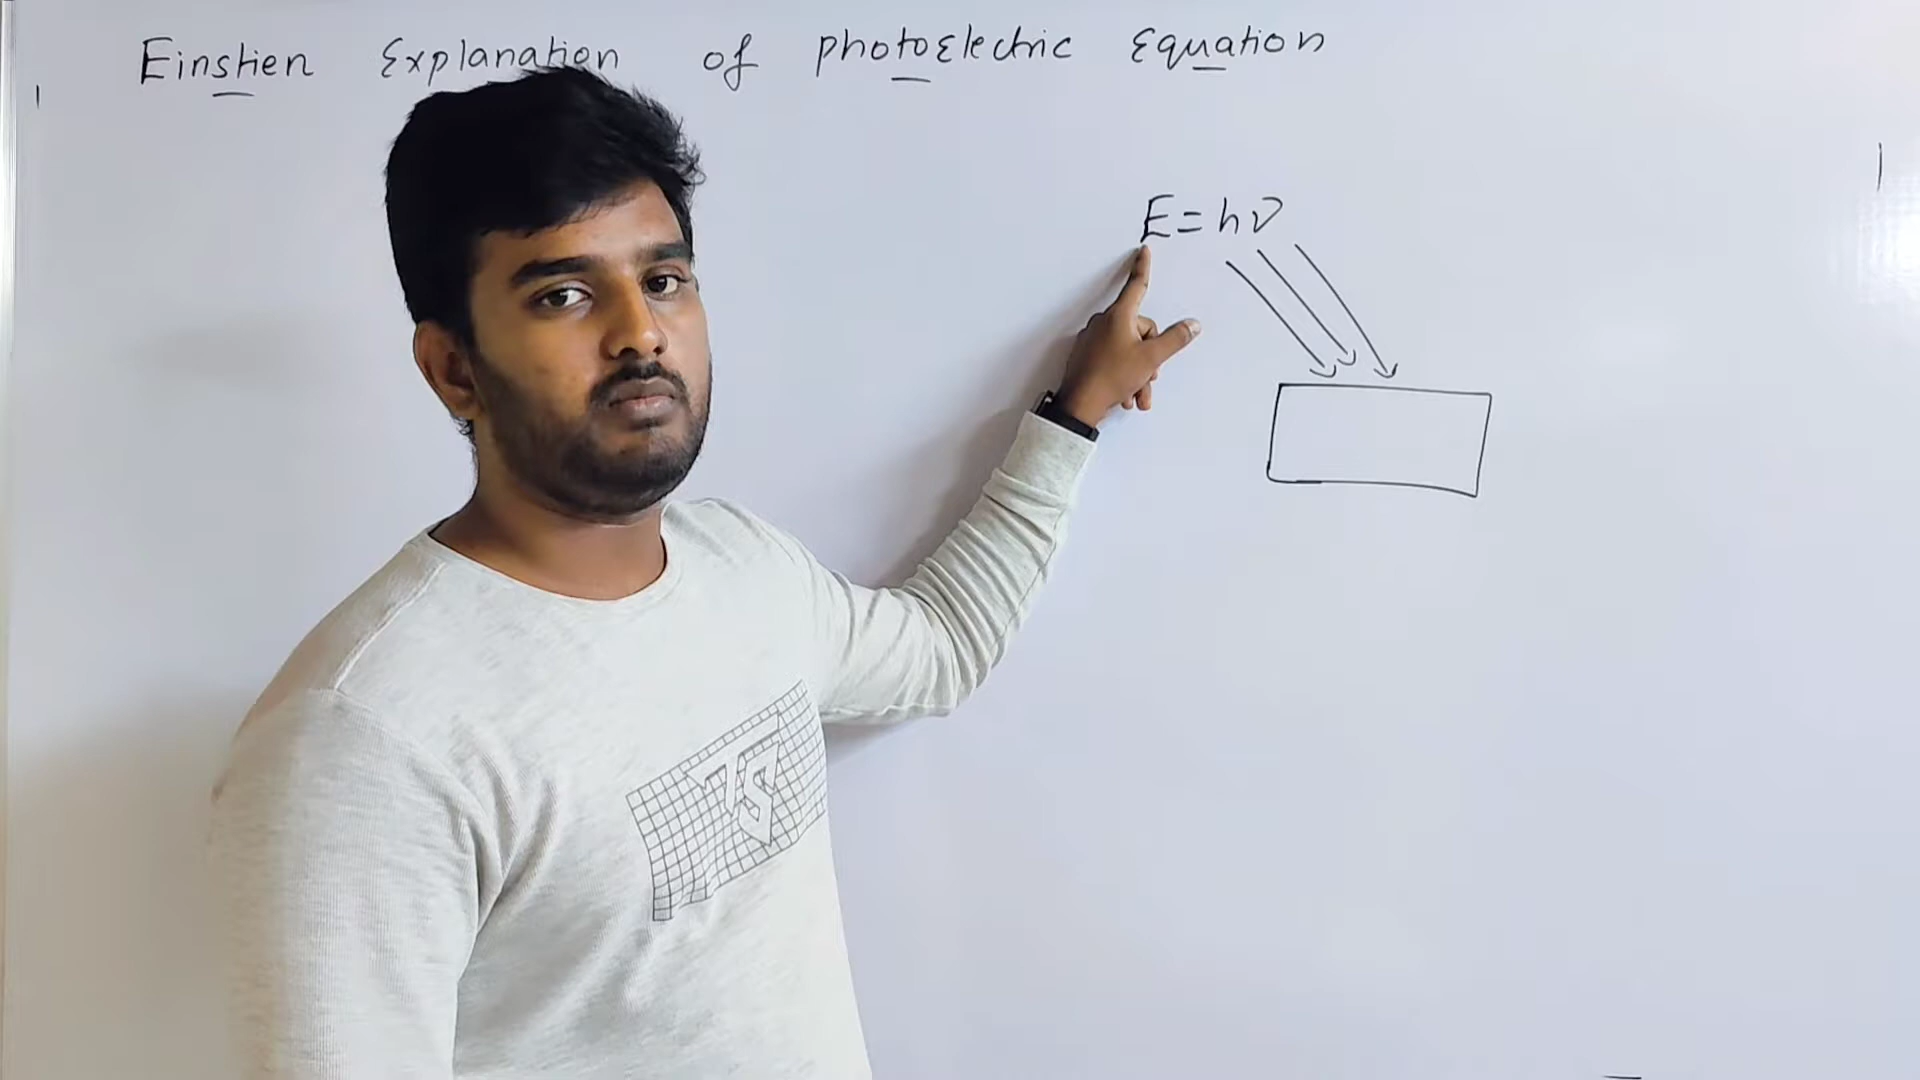 Einstien Explanation of photoElectric Equation
E = hν